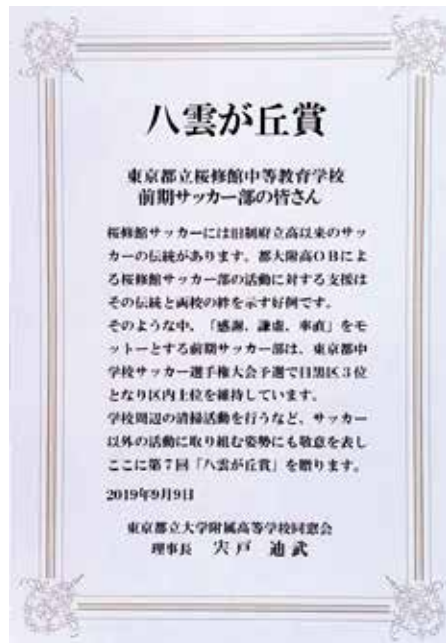 八雲が丘賞
東京都立桜修館中等教育学校
前期サッカー部の皆さん
桜修館サッカーには旧制府立高以来のサッ
カーの伝統があります。都大附高ＯＢによ
る桜修館サッカー部の活動に対する支援は
その伝統と両校の絆を示す好例です。
そのような中、「感謝、謙虚、率直」をモ
ットーとする前期サッカー部は、東京都中
学校サッカー選手権大会予選で目黒区３位
となり区内上位を維持しています。
学校周辺の清掃活動を行うなど、サッカー
以外の活動に取り組む姿勢にも敬意を表し
ここに第７回「八雲が丘賞」を贈ります。
2019年9月9日
東京都立大学附属高等学校同窓会
理事長　宍戸　迪武